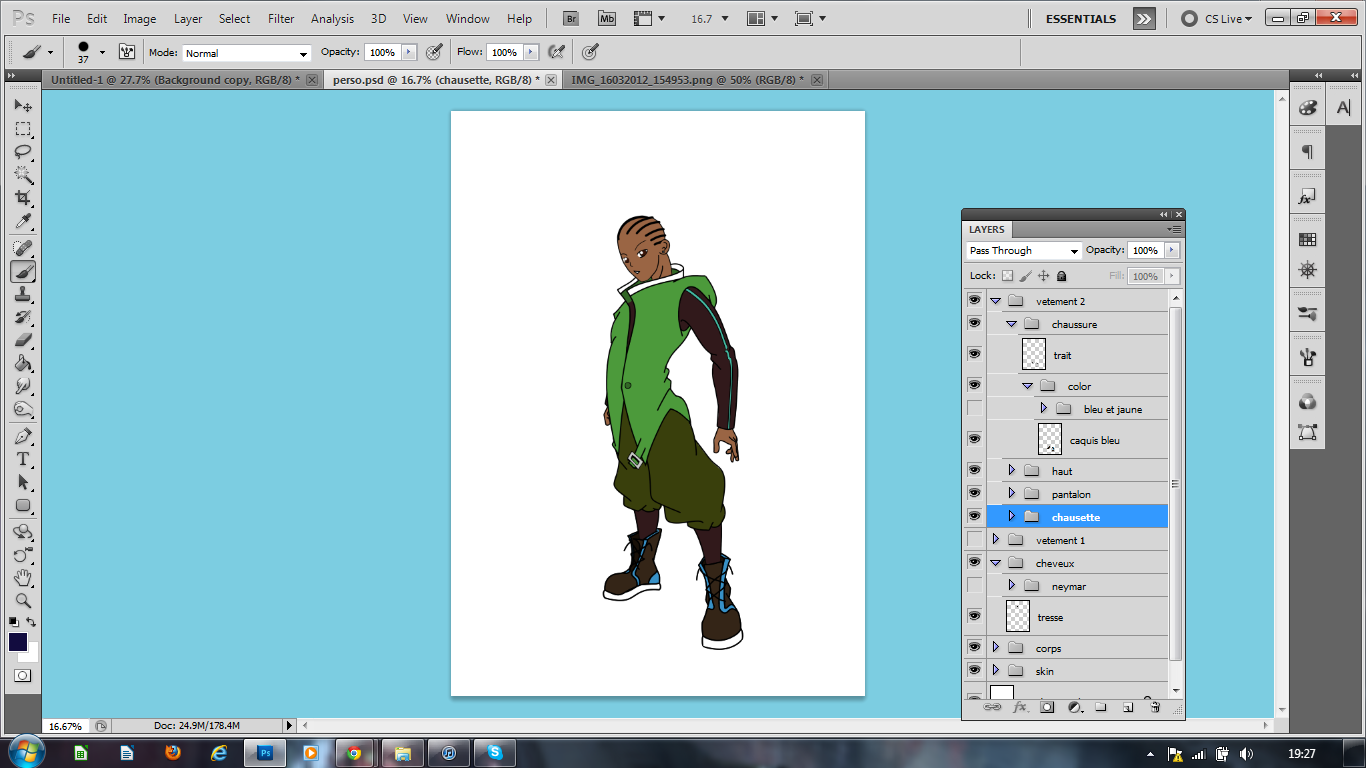 Ps File Edit Image Layer Select Filter Analysis 3D View Window Help Br Mb 16.7 ESSENTIALS CS Live
37 Mode: Normal Opacity: 100% Flow: 100%
Untitled-1 @ 27.7% (Background copy, RGB/8) * perso.psd @ 16.7% (chausette, RGB/8) * IMG_16032012_154953.png @ 50% (RGB/8) *
LAYERS
Pass Through Opacity: 100%
Lock: Fill: 100%
vetement 2
chaussure
trait
color
bleu et jaune
caquis bleu
haut
pantalon
chausette
vetement 1
cheveux
neymar
tresse
corps
skin
fx
16.67% Doc: 24.9M/178.4M
Ps
19:27